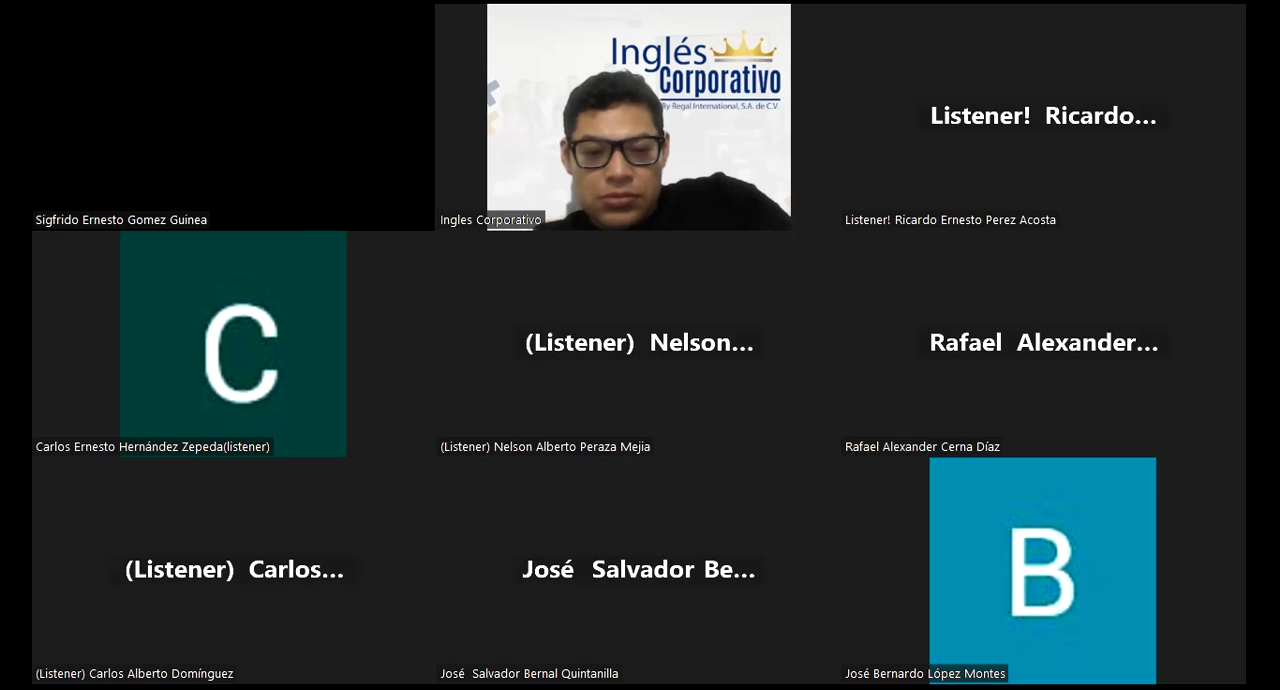 Inglés
Corporativo
By Regal International, S.A. de C.V.
Listener! Ricardo...
Sigfrido Ernesto Gomez Guinea
Ingles Corporativo
Listener! Ricardo Ernesto Perez Acosta
C
(Listener) Nelson...
Rafael Alexander...
Carlos Ernesto Hernández Zepeda(listener)
(Listener) Nelson Alberto Peraza Mejia
Rafael Alexander Cerna Díaz
(Listener) Carlos...
José Salvador Be...
B
(Listener) Carlos Alberto Domínguez
José Salvador Bernal Quintanilla
José Bernardo López Montes